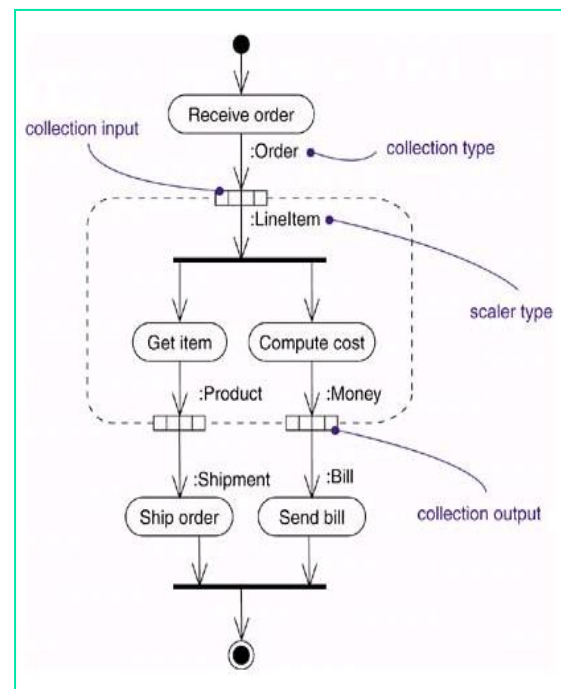 Receive order
collection input
:Order
collection type
:LineItem
scaler type
Get item
Compute cost
:Product
:Money
:Shipment
:Bill
collection output
Ship order
Send bill